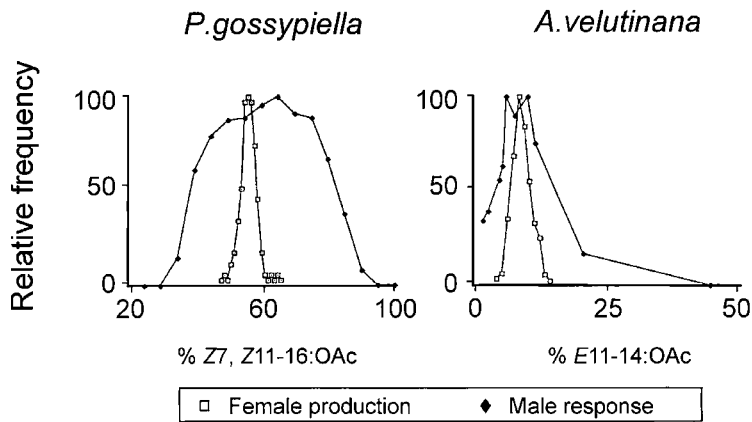 P.gossypiella
A.velutinana
Relative frequency
100
50
0
20
60
100
% Z7, Z11-16:OAc
100
50
0
0
25
50
% E11-14:OAc
Female production
Male response